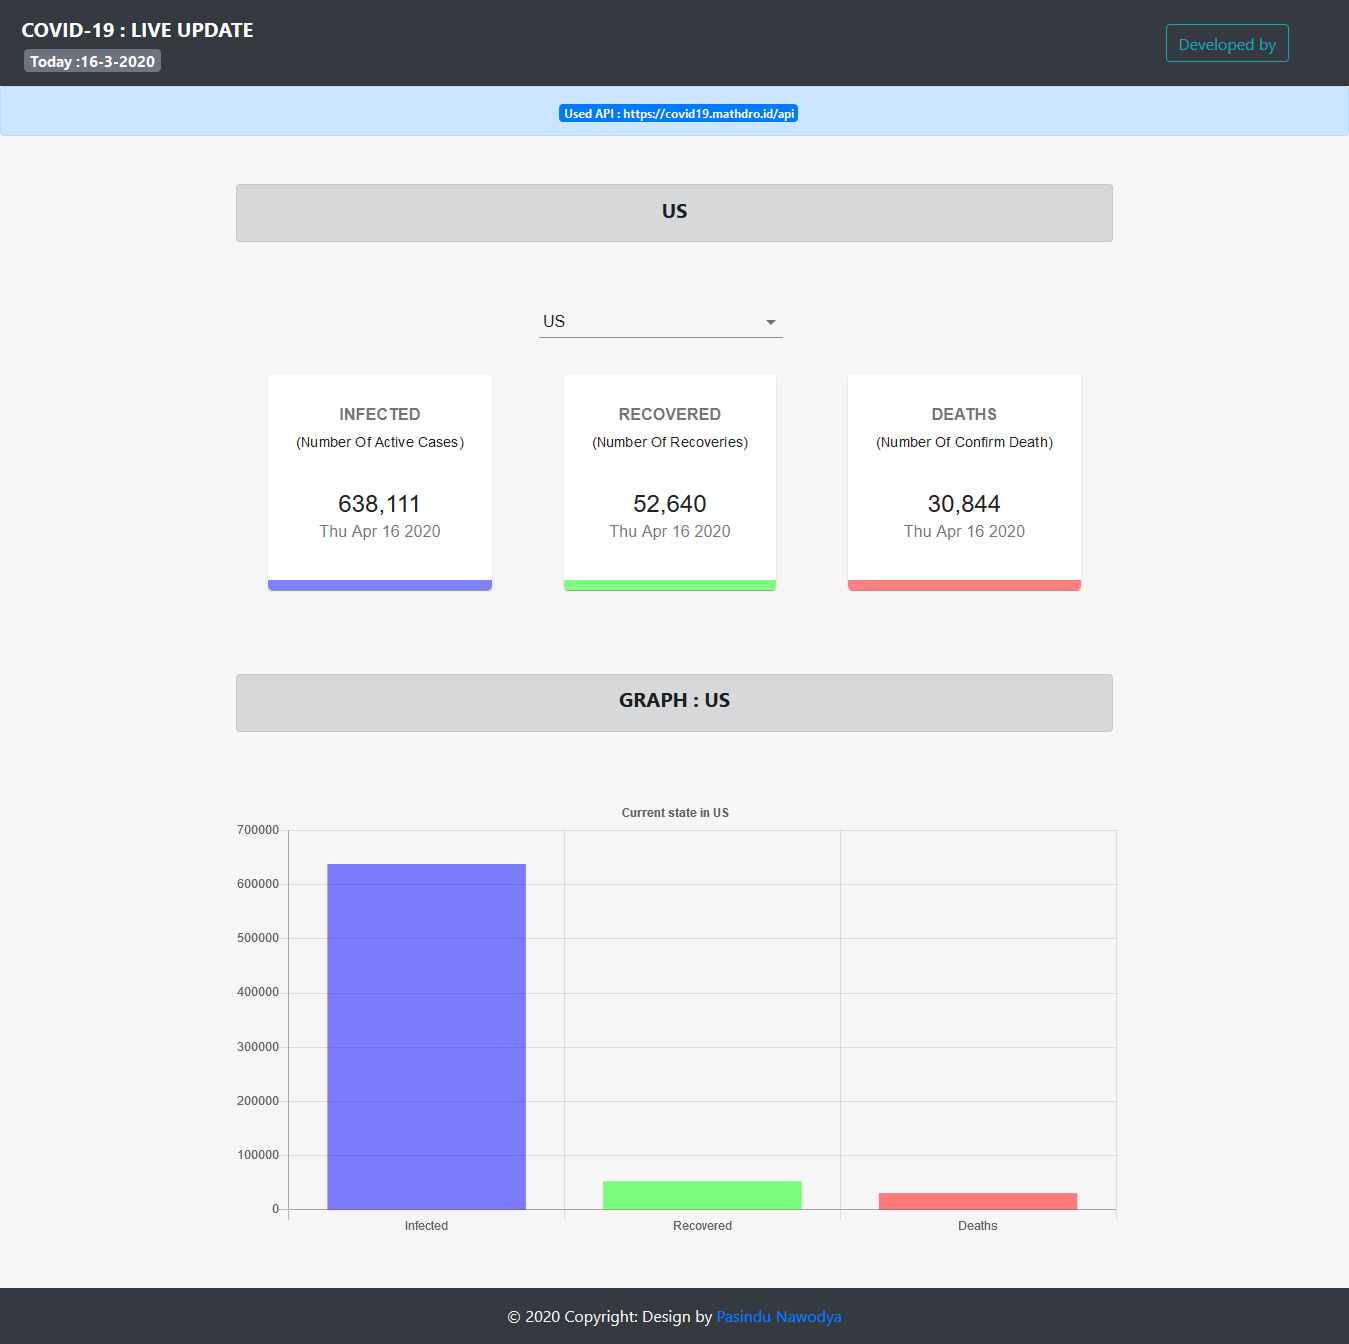 COVID-19 : LIVE UPDATE
Today :16-3-2020
Developed by
Used API : https://covid19.mathdro.id/api
US
US
INFECTED
(Number Of Active Cases)
638,111
Thu Apr 16 2020
RECOVERED
(Number Of Recoveries)
52,640
Thu Apr 16 2020
DEATHS
(Number Of Confirm Death)
30,844
Thu Apr 16 2020
GRAPH : US
Current state in US
700000
600000
500000
400000
300000
200000
100000
0
Infected
Recovered
Deaths
© 2020 Copyright: Design by Pasindu Nawodya